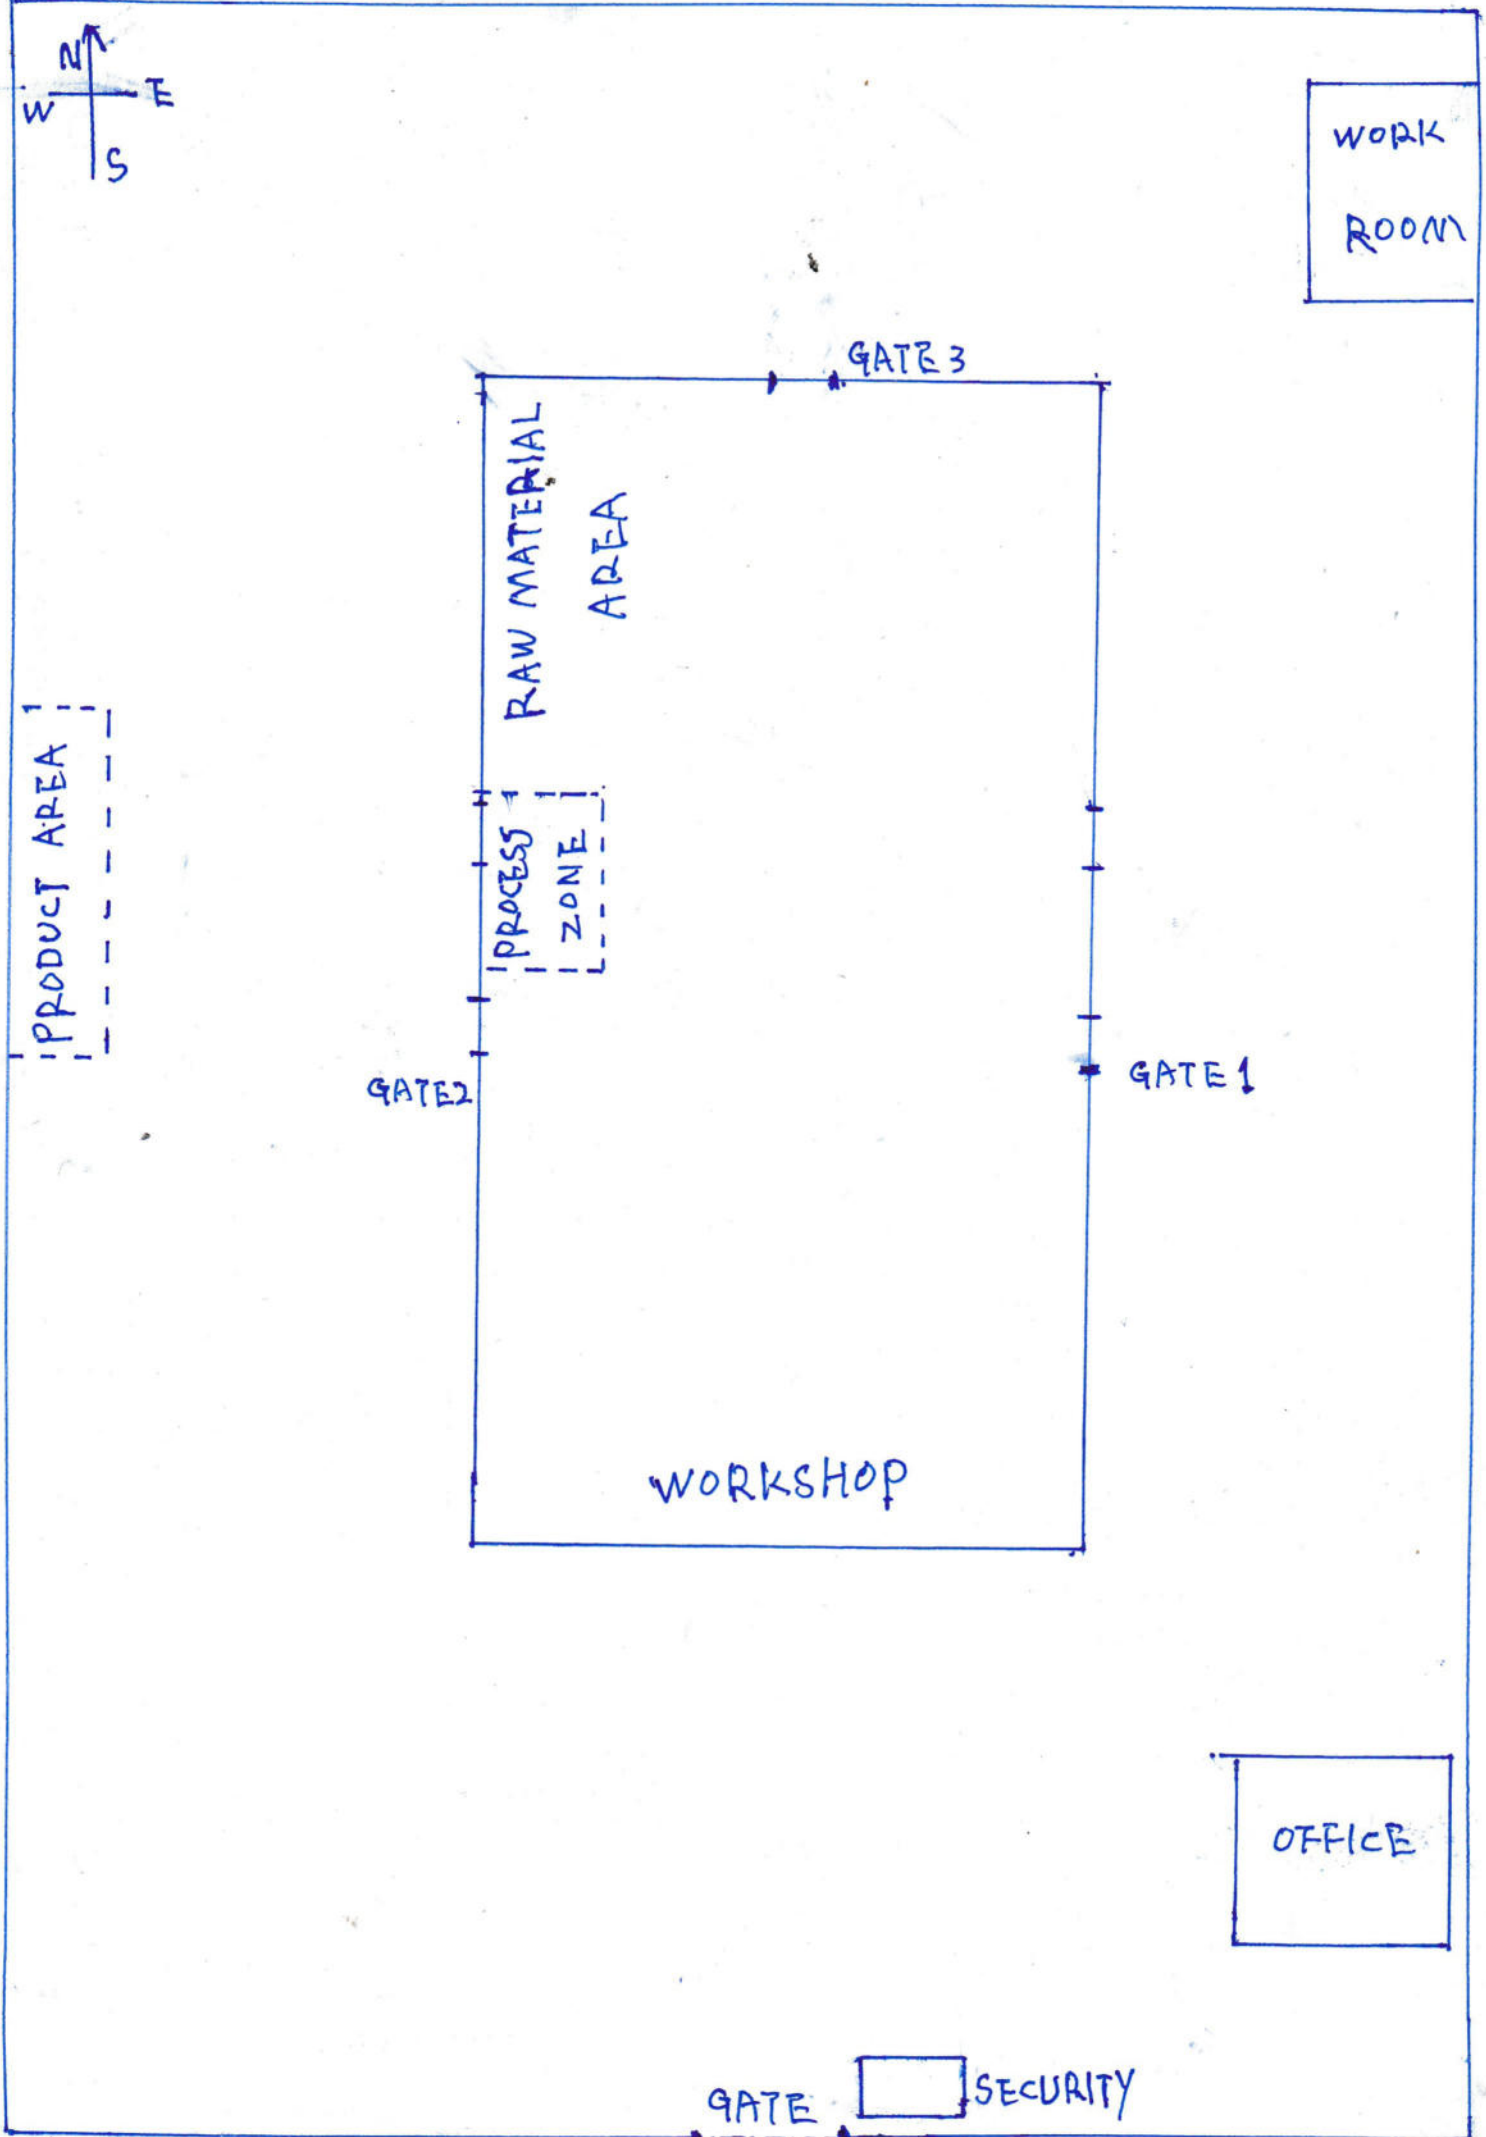 N
W
E
S
WORK
ROOM
GATE 3
RAW MATERIAL
AREA
PRODUCT AREA
PROCESS
ZONE
GATE2
GATE 1
WORKSHOP
OFFICE
GATE
SECURITY